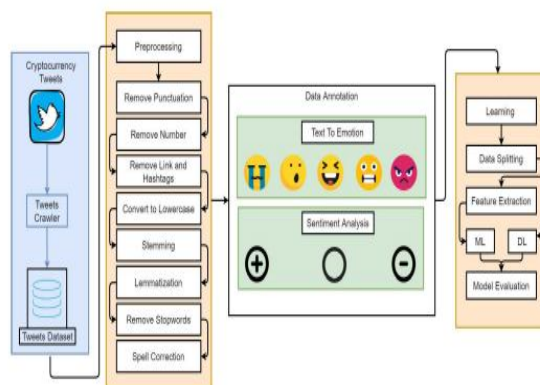 Cryptocurrency
Tweets
Tweets
Crawler
Tweets Dataset
Preprocessing
Remove Punctuation
Remove Number
Remove Link and
Hashtags
Convert to Lowercase
Stemming
Lemmatization
Remove Stopwords
Spell Correction
Data Annotation
Text To Emotion
Sentiment Analysis
Learning
Data Splitting
Feature Extraction
ML
DL
Model Evaluation